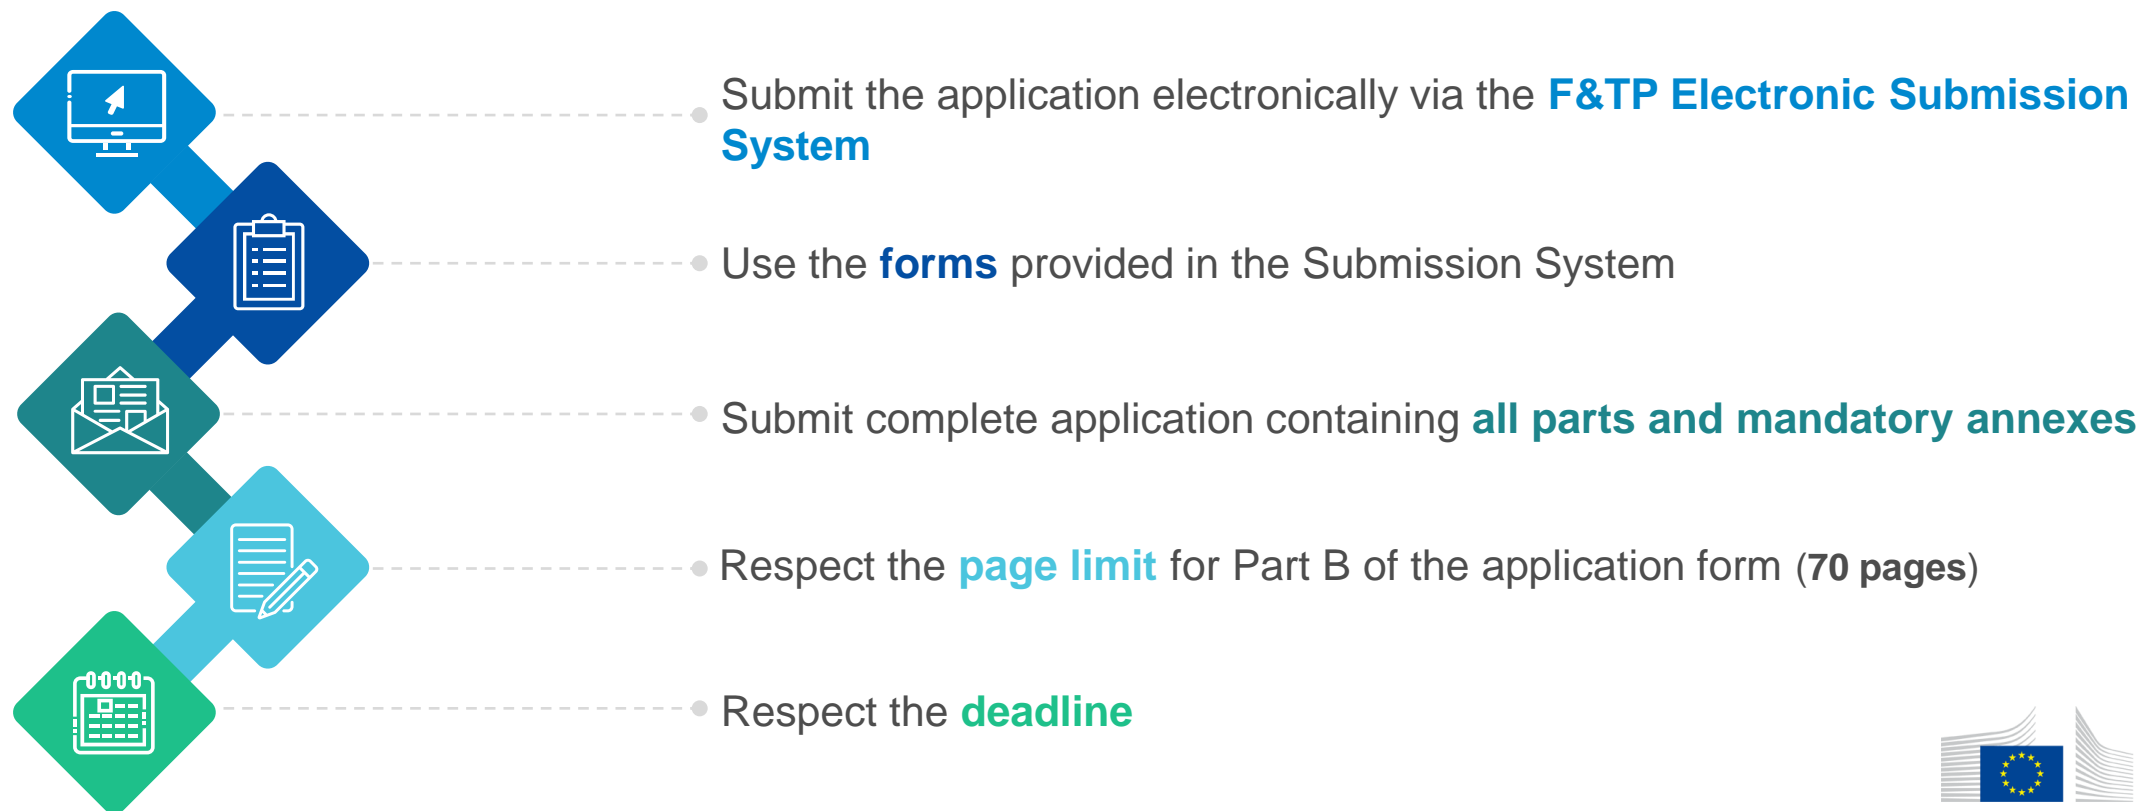 Submit the application electronically via the F&TP Electronic Submission
System
Use the forms provided in the Submission System
Submit complete application containing all parts and mandatory annexes
Respect the page limit for Part B of the application form (70 pages)
Respect the deadline